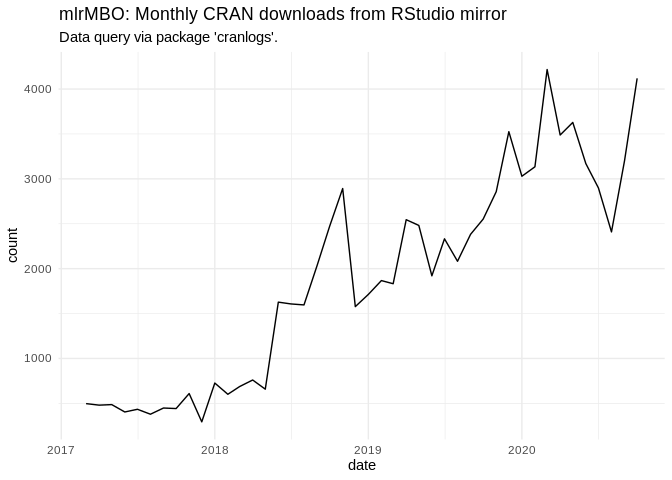 mlrMBO: Monthly CRAN downloads from RStudio mirror
Data query via package 'cranlogs'.
4000
3000
2000
1000
count
2017
2018
2019
2020
date